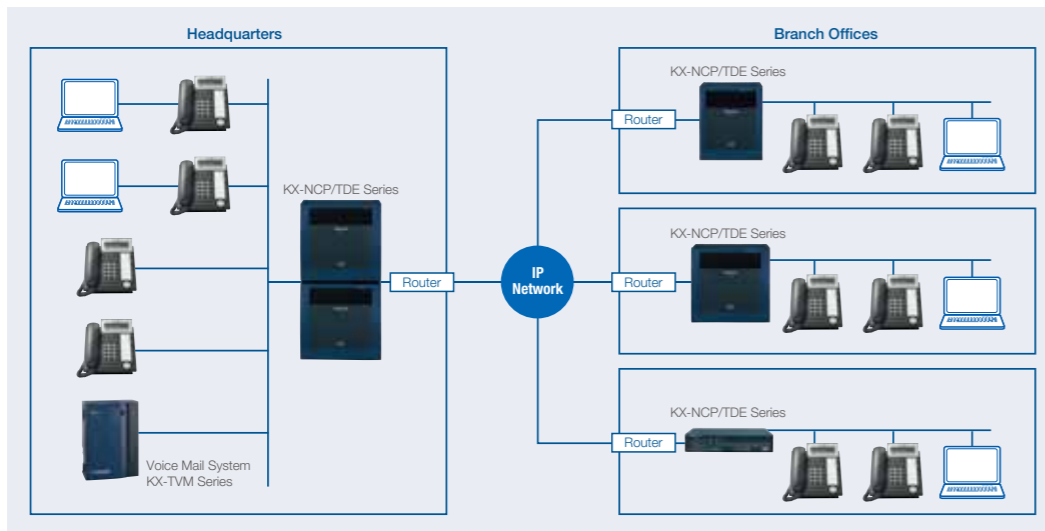 Headquarters
KX-NCP/TDE Series
Router
Voice Mail System
KX-TVM Series
IP
Network
Branch Offices
KX-NCP/TDE Series
Router
KX-NCP/TDE Series
Router
KX-NCP/TDE Series
Router